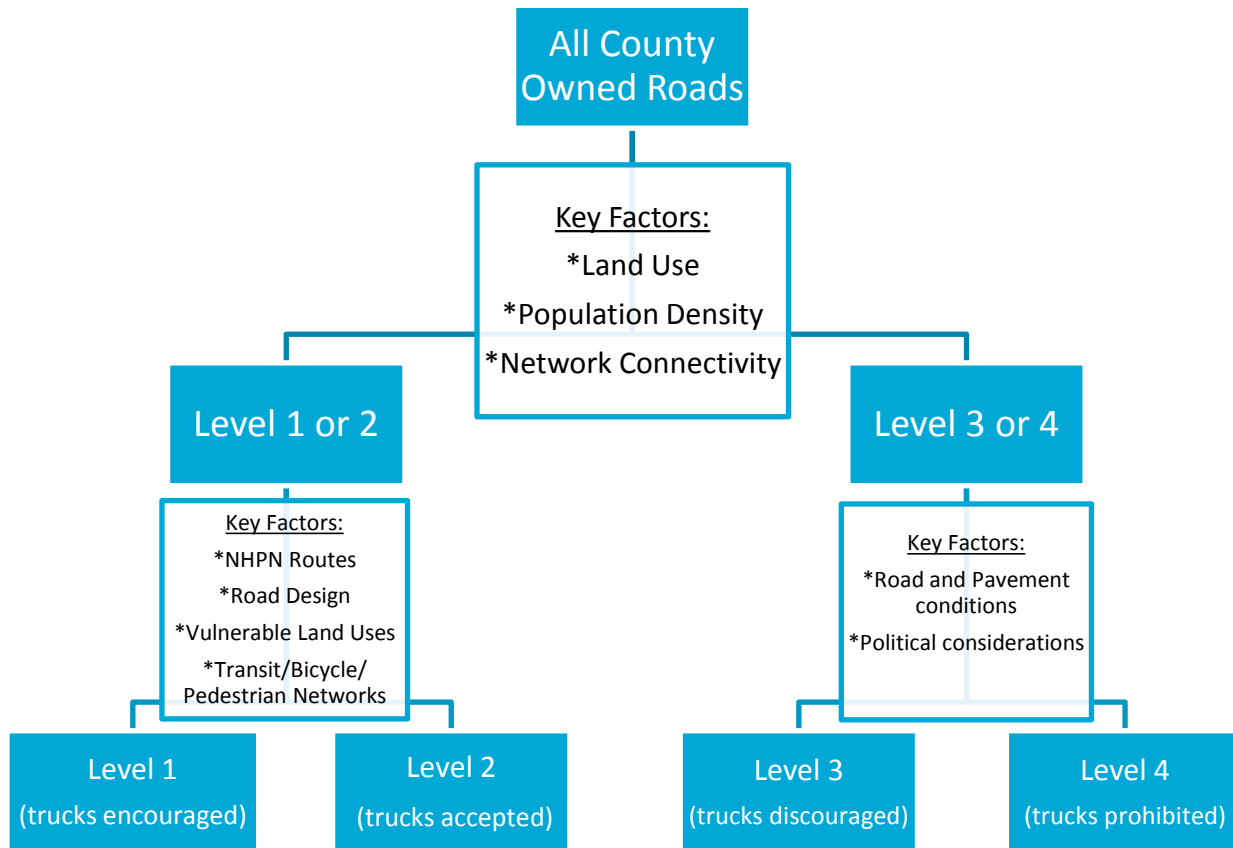 All County
Owned Roads
Key Factors:
*Land Use
*Population Density
*Network Connectivity
Level 1 or 2
Level 3 or 4
Key Factors:
*NHPN Routes
*Road Design
*Vulnerable Land Uses
*Transit/Bicycle/
Pedestrian Networks
Key Factors:
*Road and Pavement
conditions
*Political considerations
Level 1
(trucks encouraged)
Level 2
(trucks accepted)
Level 3
(trucks discouraged)
Level 4
(trucks prohibited)